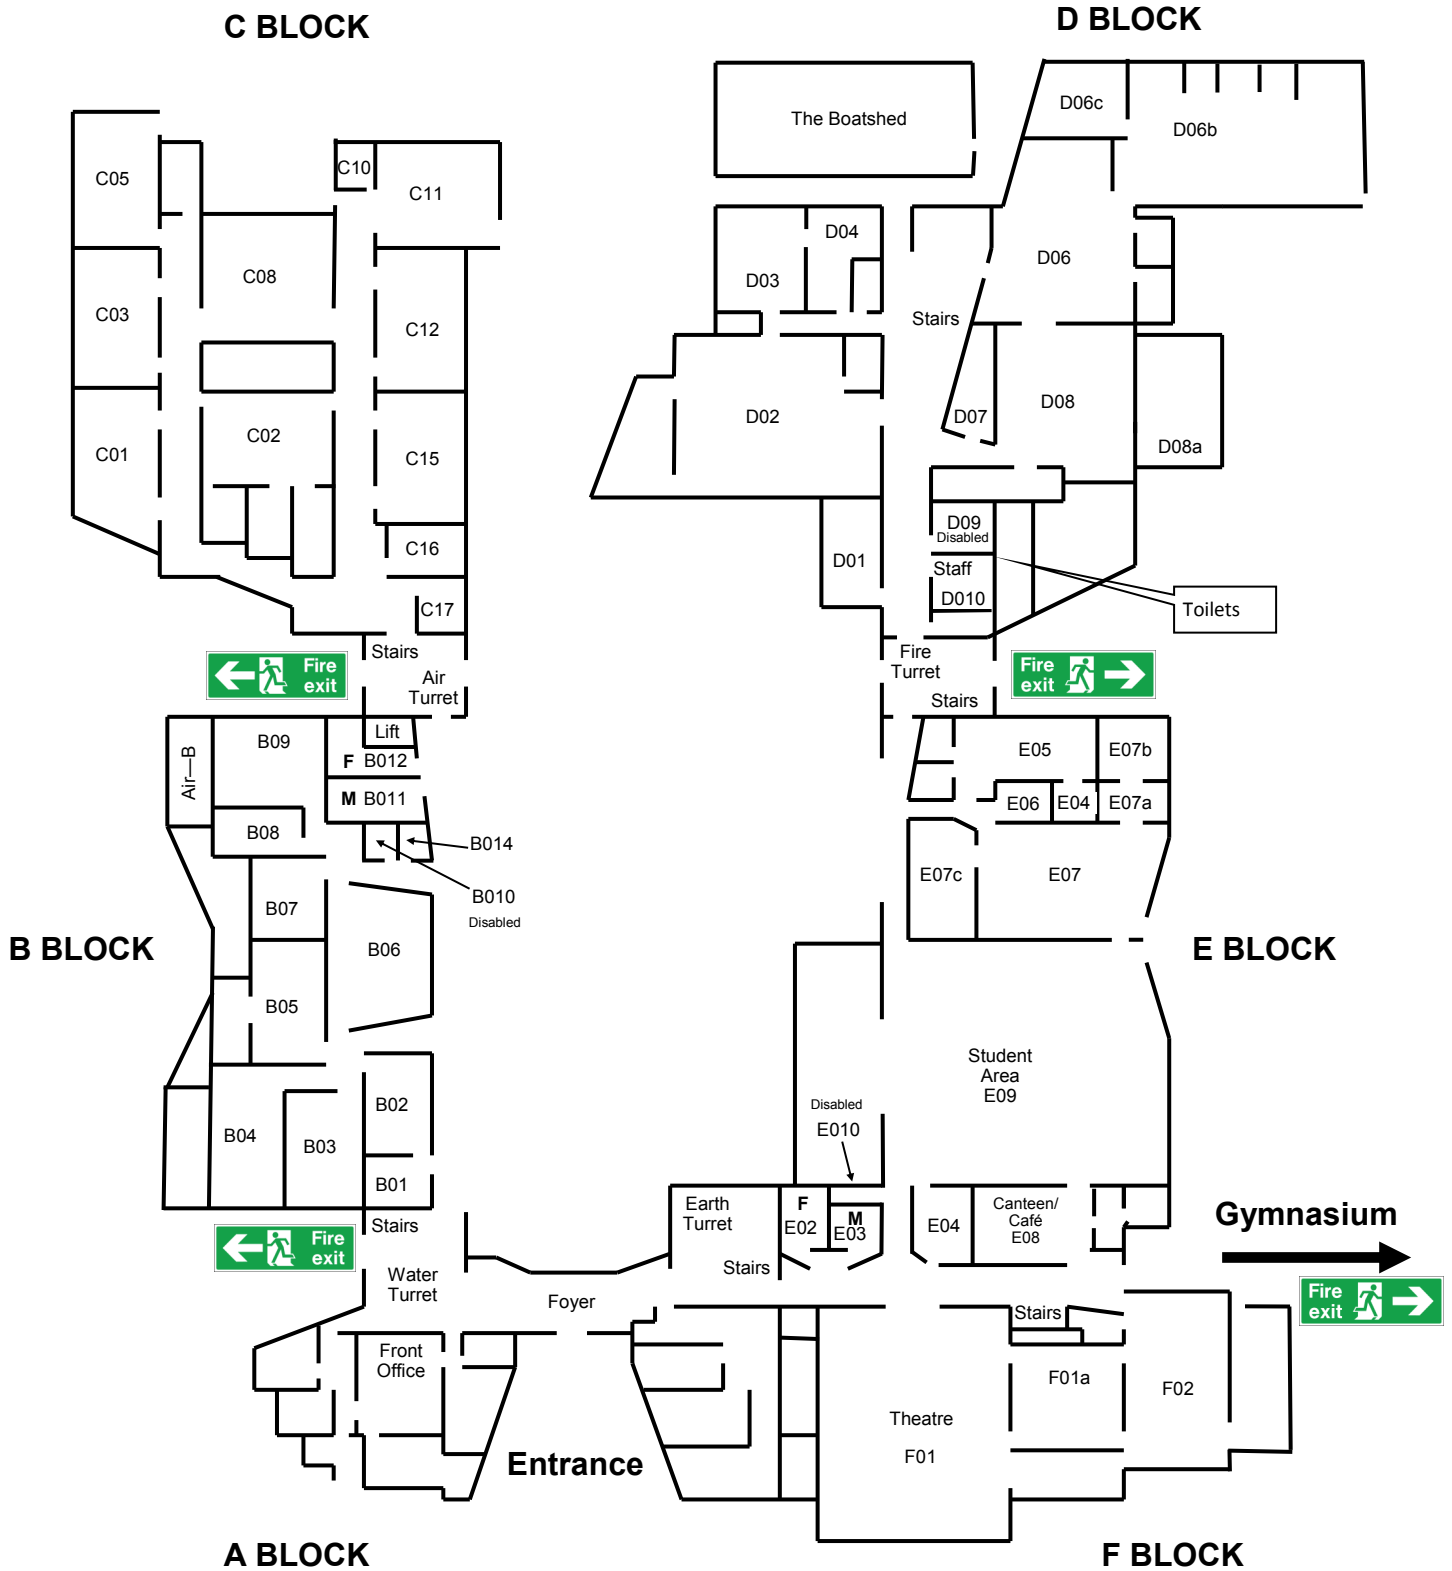 C BLOCK
D BLOCK
The Boatshed
D06c
D06b
C05
C10
C11
C08
C03
C12
C02
C01
C15
C16
C17
D04
D03
D06
Stairs
D02
D07
D08
D08a
D09
Disabled
D01
Staff
D010
Toilets
Stairs
Air
Turret
Fire
exit
Fire
Turret
Stairs
Fire
exit
Air—B
B09
Lift
F B012
M B011
B08
B014
B010
Disabled
B07
B06
B BLOCK
B05
B02
B04
B03
B01
E05
E07b
E06
E04
E07a
E07c
E07
E BLOCK
Student
Area
E09
Disabled
E010
Earth
Turret
F
E02
M
E03
E04
Canteen/
Café
E08
Stairs
Gymnasium
Fire
exit
Stairs
Fire
exit
Water
Turret
Foyer
Front
Office
Entrance
Stairs
F01a
F02
Theatre
F01
A BLOCK
F BLOCK